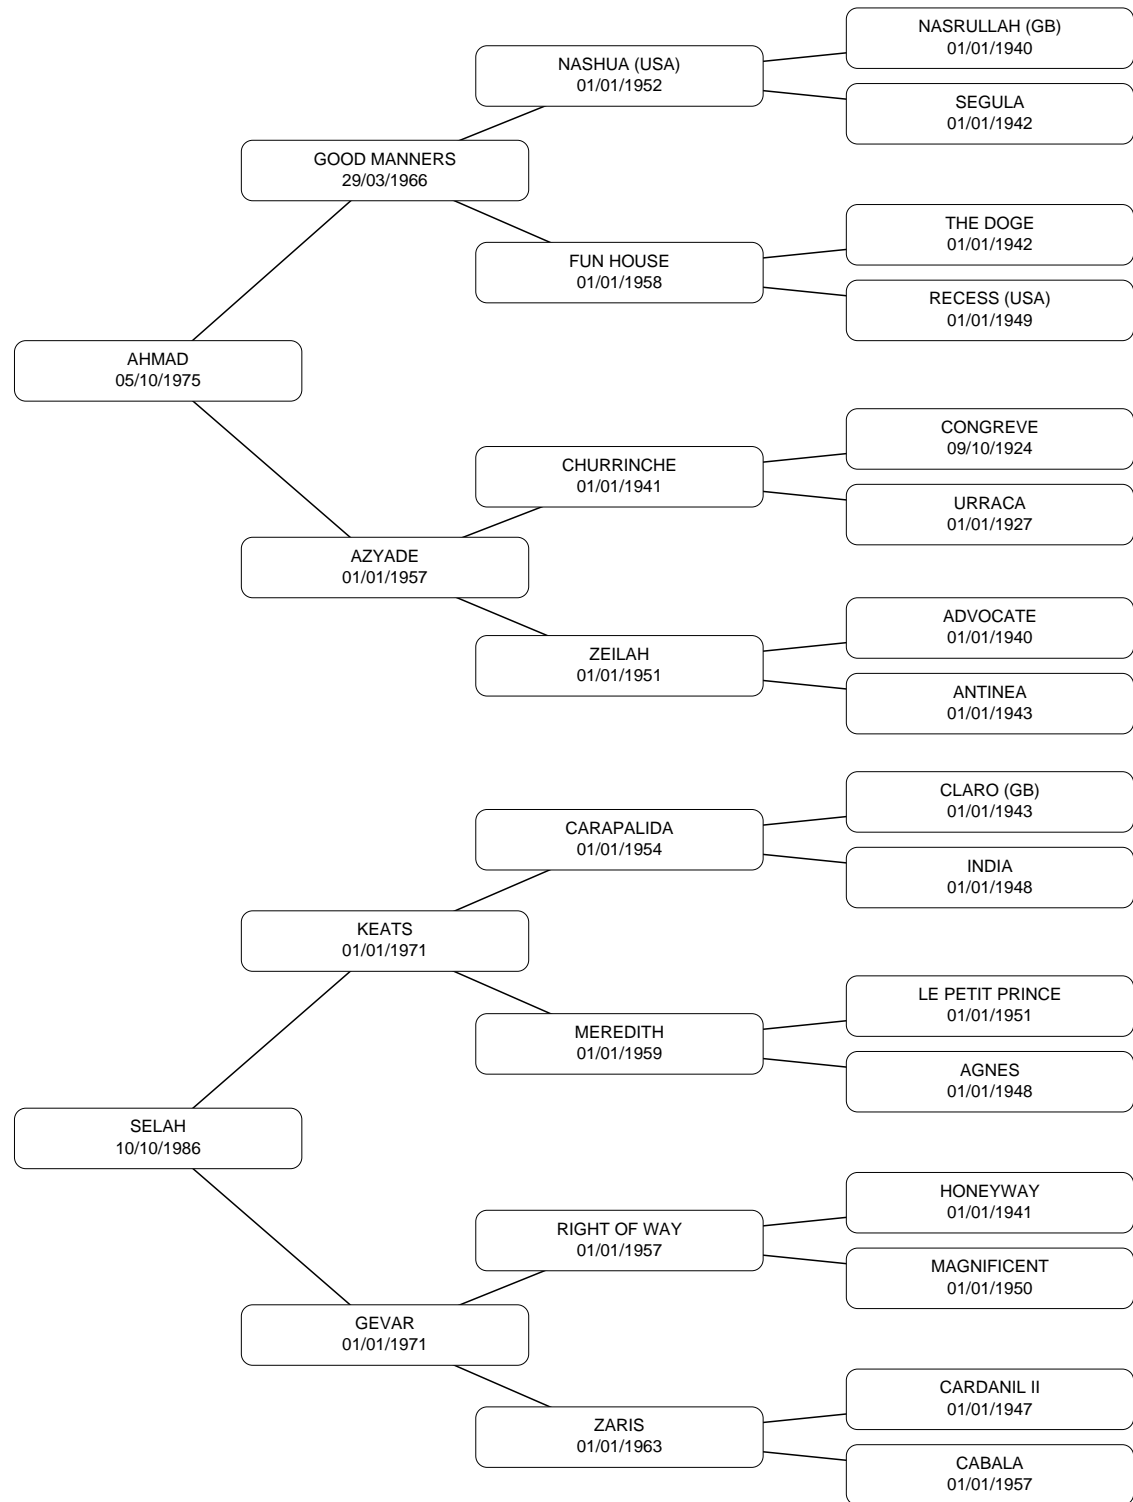 NASRULLAH (GB)
01/01/1940
NASHUA (USA)
01/01/1952
SEGULA
01/01/1942
GOOD MANNERS
29/03/1966
THE DOGE
01/01/1942
FUN HOUSE
01/01/1958
RECESS (USA)
01/01/1949
AHMAD
05/10/1975
CONGREVE
09/10/1924
CHURRINCHE
01/01/1941
URRACA
01/01/1927
AZYADE
01/01/1957
ADVOCATE
01/01/1940
ZEILAH
01/01/1951
ANTINEA
01/01/1943
CLARO (GB)
01/01/1943
CARAPALIDA
01/01/1954
INDIA
01/01/1948
KEATS
01/01/1971
LE PETIT PRINCE
01/01/1951
MEREDITH
01/01/1959
AGNES
01/01/1948
SELAH
10/10/1986
HONEYWAY
01/01/1941
RIGHT OF WAY
01/01/1957
MAGNIFICENT
01/01/1950
GEVAR
01/01/1971
CARDANIL II
01/01/1947
ZARIS
01/01/1963
CABALA
01/01/1957